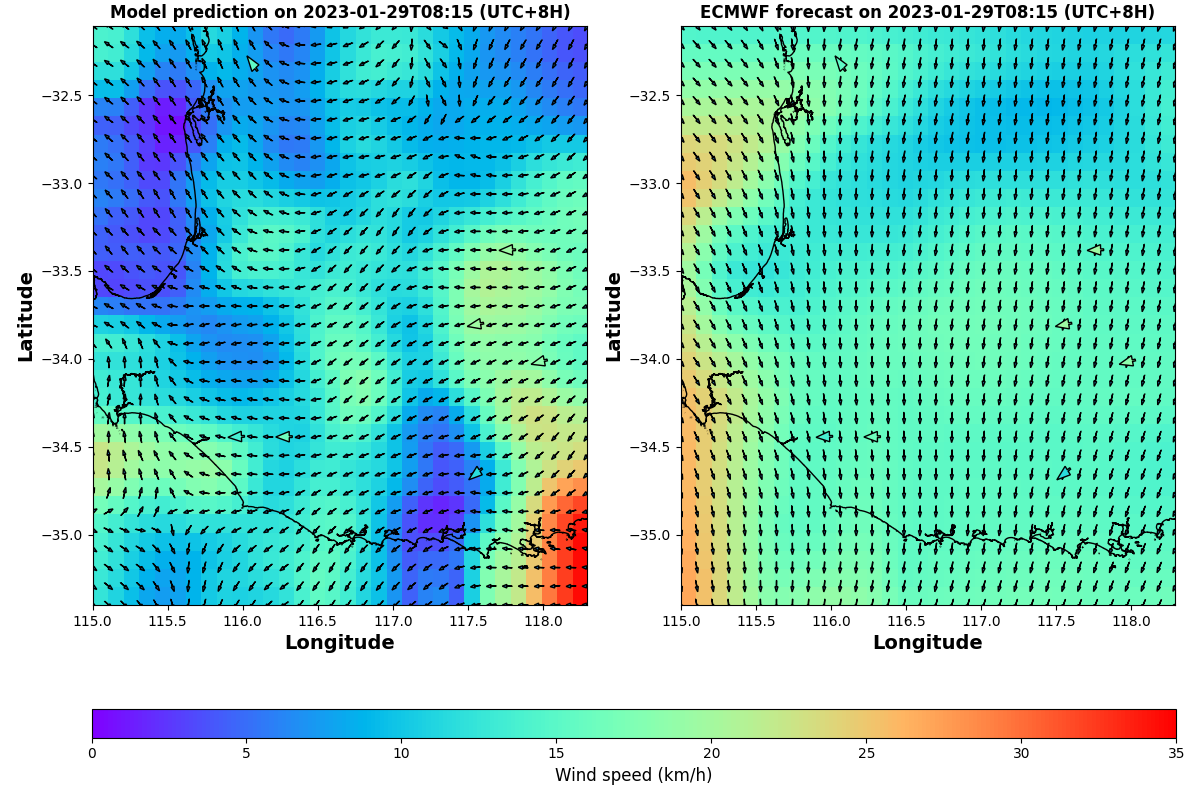 Model prediction on 2023-01-29T08:15 (UTC+8H)
ECMWF forecast on 2023-01-29T08:15 (UTC+8H)
−32.5
−33.0
−33.5
−34.0
−34.5
−35.0
Latitude
115.0 115.5 116.0 116.5 117.0 117.5 118.0
Longitude
−32.5
−33.0
−33.5
−34.0
−34.5
−35.0
Latitude
115.0 115.5 116.0 116.5 117.0 117.5 118.0
Longitude
0 5 10 15 20 25 30 35
Wind speed (km/h)